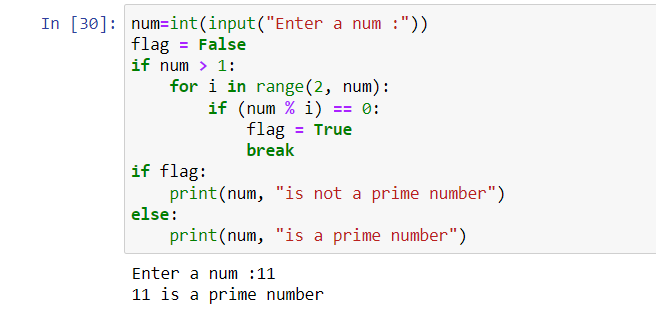 In [30]: num=int(input("Enter a num :"))
flag = False
if num > 1:
    for i in range(2, num):
        if (num % i) == 0:
            flag = True
            break
if flag:
    print(num, "is not a prime number")
else:
    print(num, "is a prime number")
Enter a num :11
11 is a prime number